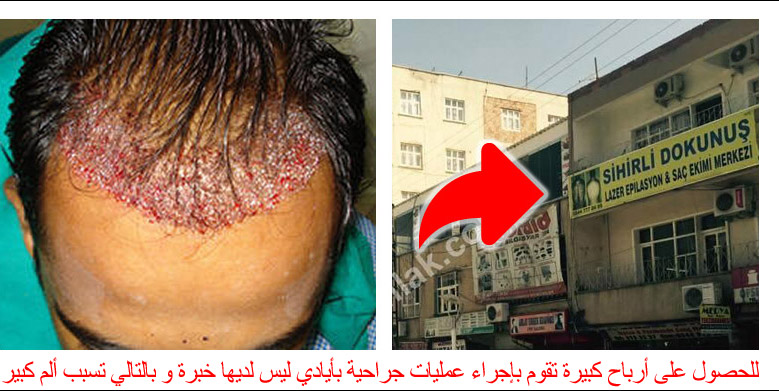 SİHİRLİ DOKUNUŞ
LAZER EPİLASYON & SAÇ EKİMİ MERKEZİ
MEDYA
للحصول على أرباح كبيرة تقوم بإجراء عمليات جراحية بأيادي ليس لديها خبرة و بالتالي تسبب ألم كبير